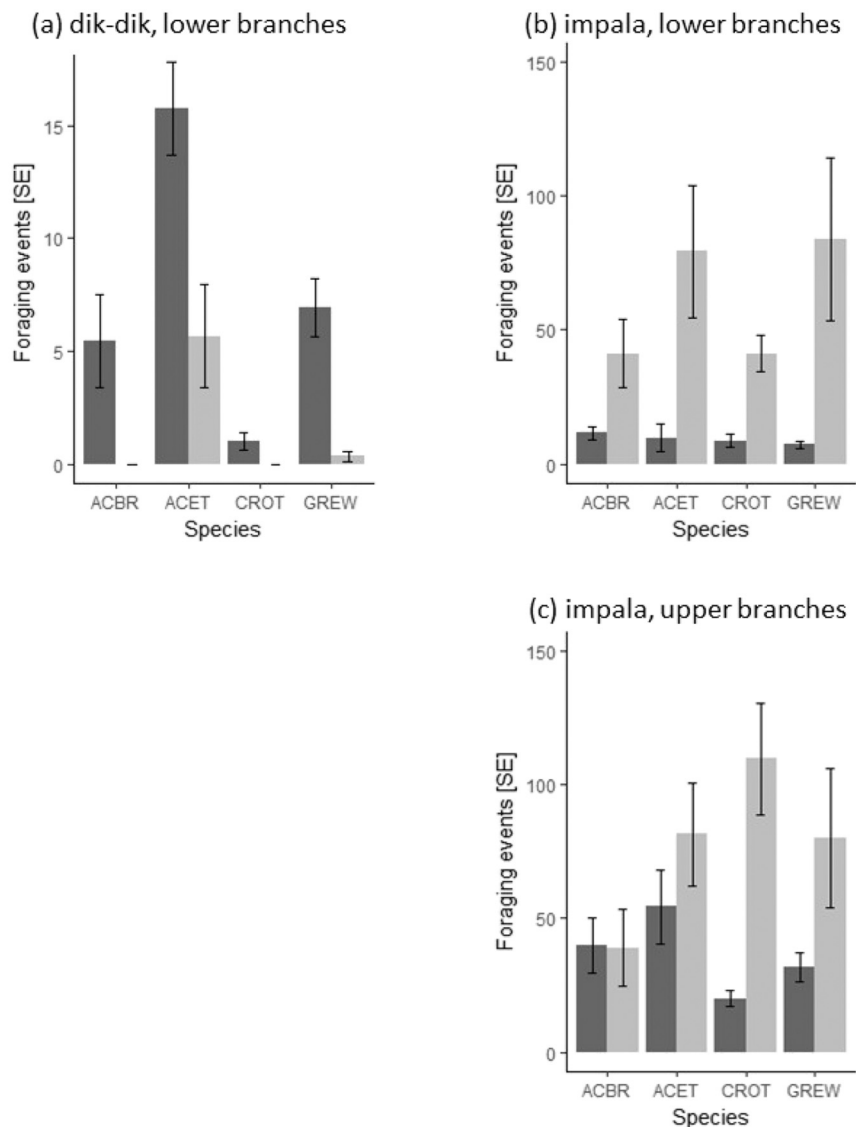 (a) dik-dik, lower branches
Foraging events [SE]
15
10
5
0
ACBR ACET CROT GREW
Species
(b) impala, lower branches
Foraging events [SE]
150
100
50
0
ACBR ACET CROT GREW
Species
(c) impala, upper branches
Foraging events [SE]
150
100
50
0
ACBR ACET CROT GREW
Species